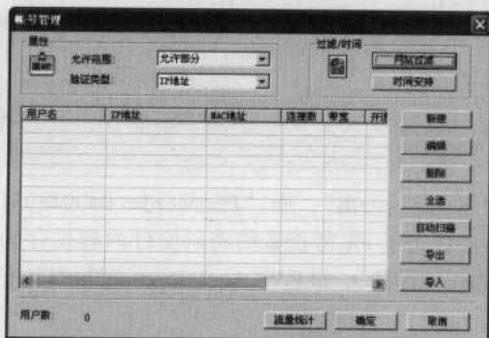 帐号管理
属性
允许范围: 允许部分
验证类型: IP地址
过滤/时间
网站过滤
时间安排
用户名 IP地址 MAC地址 连接数 带宽
新建
编辑
删除
全选
自动扫描
导出
导入
用户数: 0
流量统计 确定 取消